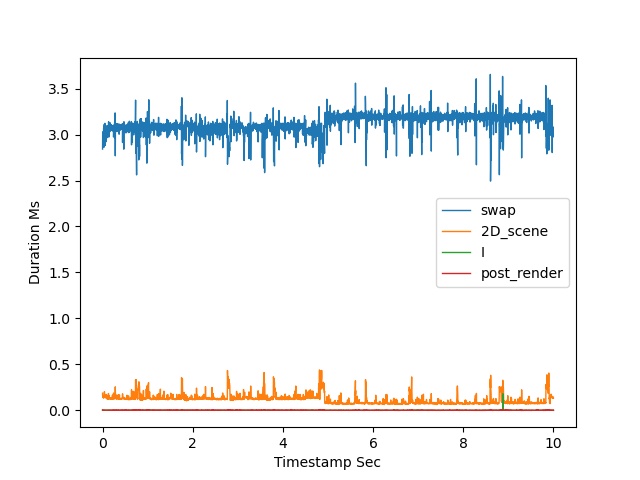 3.5
3.0
2.5
2.0
1.5
1.0
0.5
0.0
Duration Ms
swap
2D_scene
I
post_render
0 2 4 6 8 10
Timestamp Sec